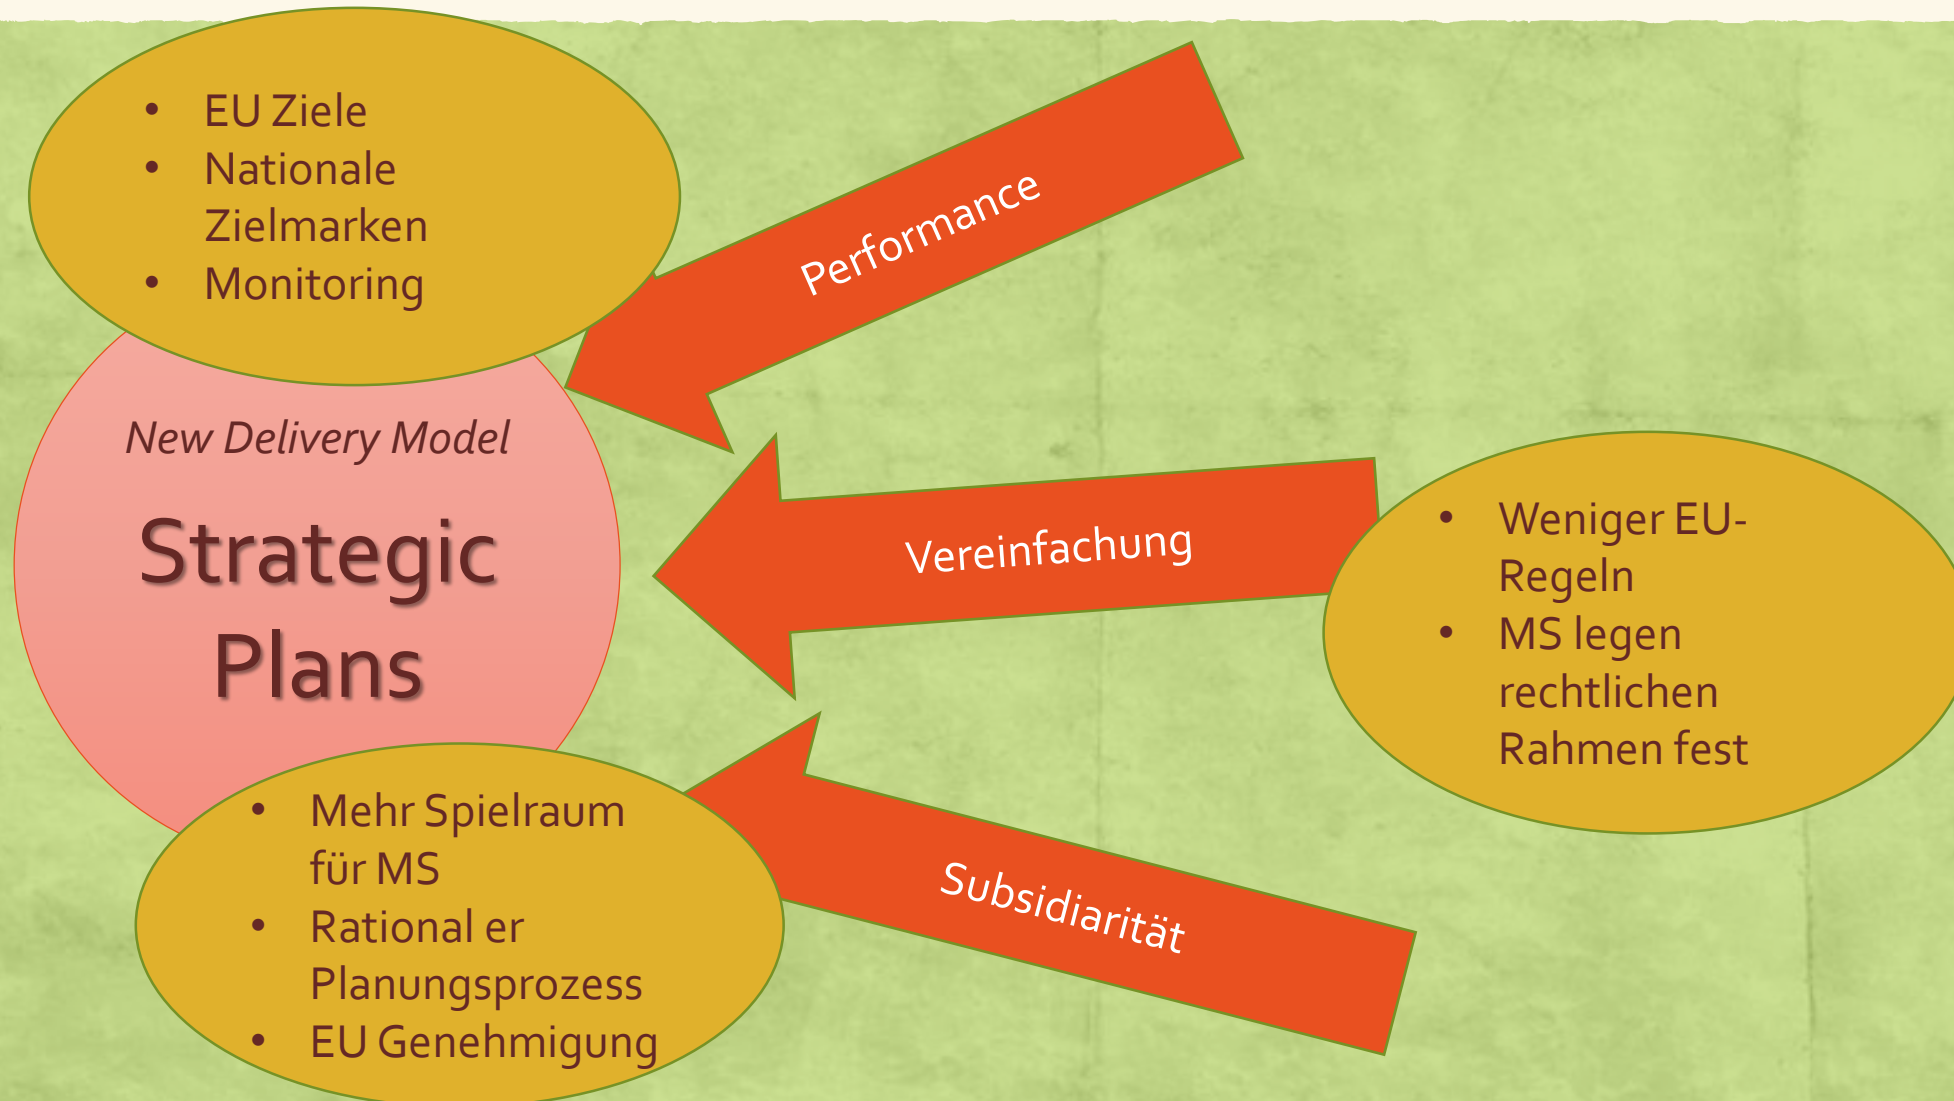 • EU Ziele
• Nationale
Zielmarken
• Monitoring
Performance
New Delivery Model
Strategic
Plans
Vereinfachung
• Weniger EU-
Regeln
• MS legen
rechtlichen
Rahmen fest
• Mehr Spielraum
für MS
• Rational er
Planungsprozess
• EU Genehmigung
Subsidiarität